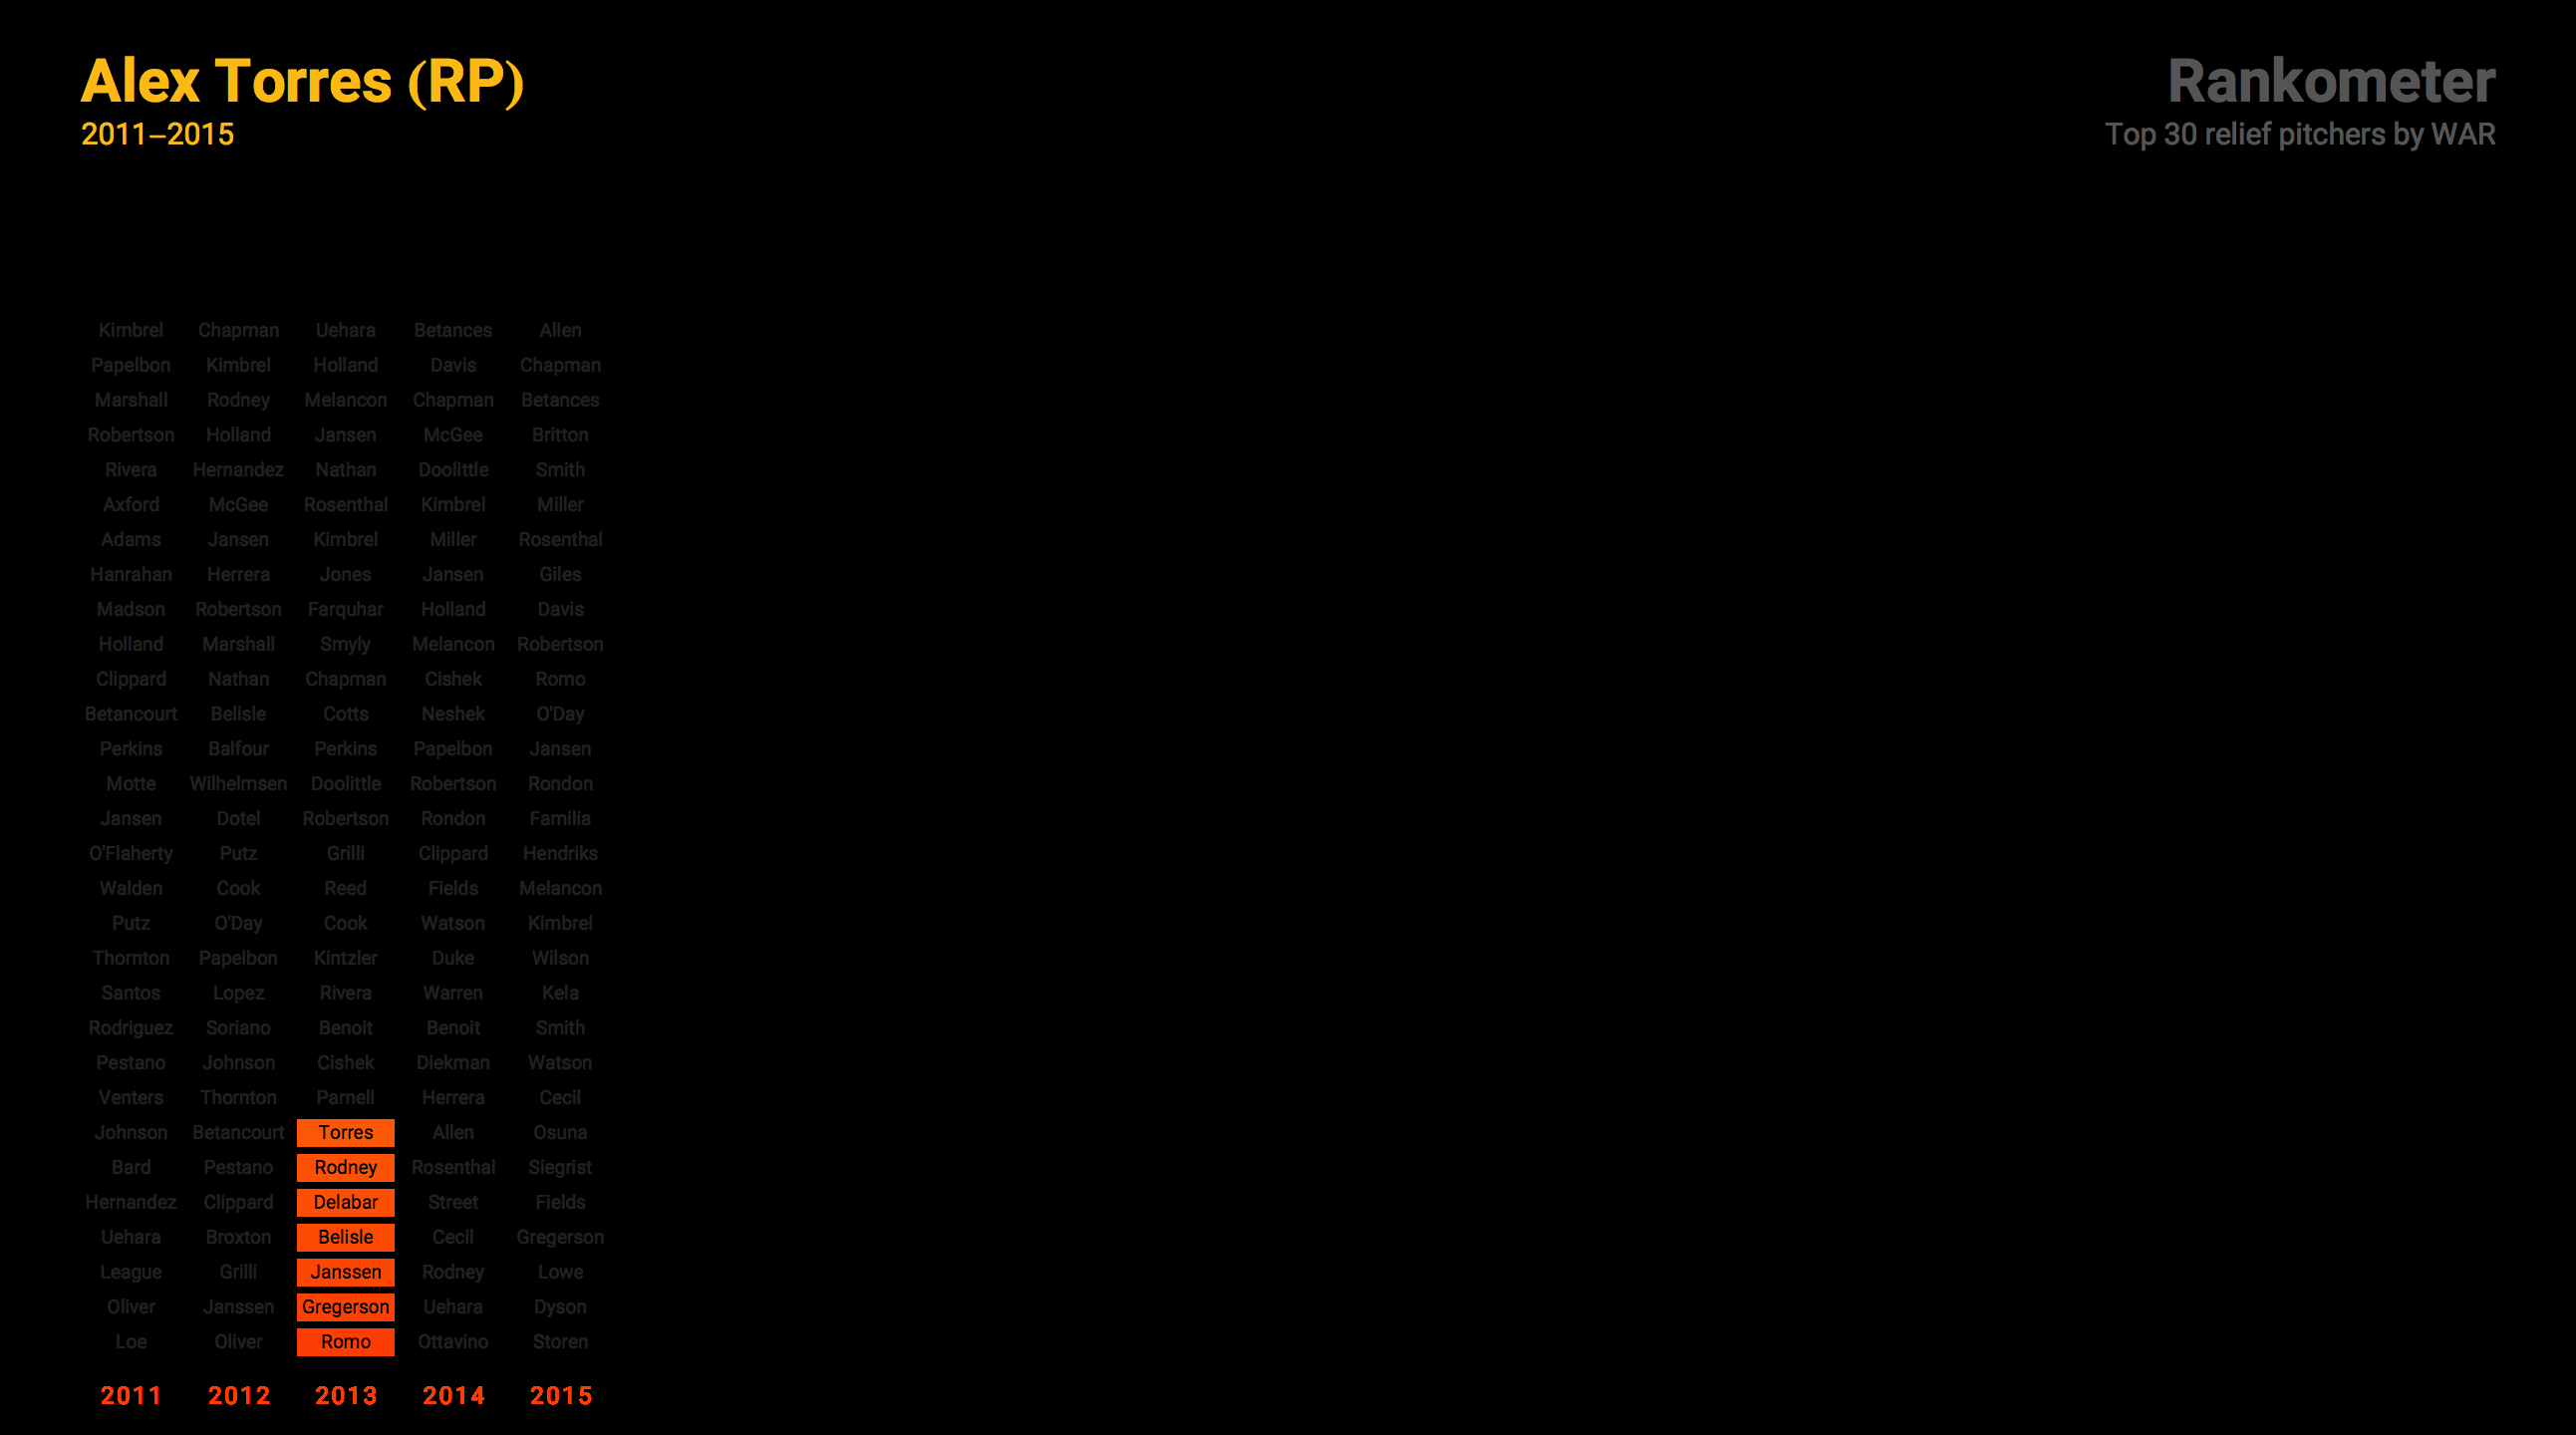 Alex Torres (RP)
2011–2015
Rankometer
Top 30 relief pitchers by WAR
Kimbrel Chapman Uehara Betances Allen
Papelbon Kimbrel Holland Davis Chapman
Marshall Rodney Melancon Chapman Betances
Robertson Holland Jansen McGee Britton
Rivera Hernandez Nathan Doolittle Smith
Axford McGee Rosenthal Kimbrel Miller
Adams Jansen Kimbrel Miller Rosenthal
Hanrahan Herrera Jones Jansen Giles
Madson Robertson Farquhar Holland Davis
Holland Marshall Smyly Melancon Robertson
Clippard Nathan Chapman Cishek Romo
Betancourt Belisle Cotts Neshek O'Day
Perkins Balfour Perkins Papelbon Jansen
Motte Wilhelmsen Doolittle Robertson Rondon
Jansen Dotel Robertson Rondon Familia
O'Flaherty Putz Grilli Clippard Hendriks
Walden Cook Reed Fields Melancon
Putz O'Day Cook Watson Kimbrel
Thornton Papelbon Kintzler Duke Wilson
Santos Lopez Rivera Warren Kela
Rodriguez Soriano Benoit Benoit Smith
Pestano Johnson Cishek Diekman Watson
Venters Thornton Parnell Herrera Cecil
Johnson Betancourt Torres Allen Osuna
Bard Pestano Rodney Rosenthal Siegrist
Hernandez Clippard Delabar Street Fields
Uehara Broxton Belisle Cecil Gregerson
League Grilli Janssen Rodney Lowe
Oliver Janssen Gregerson Uehara Dyson
Loe Oliver Romo Ottavino Storen
2011 2012 2013 2014 2015